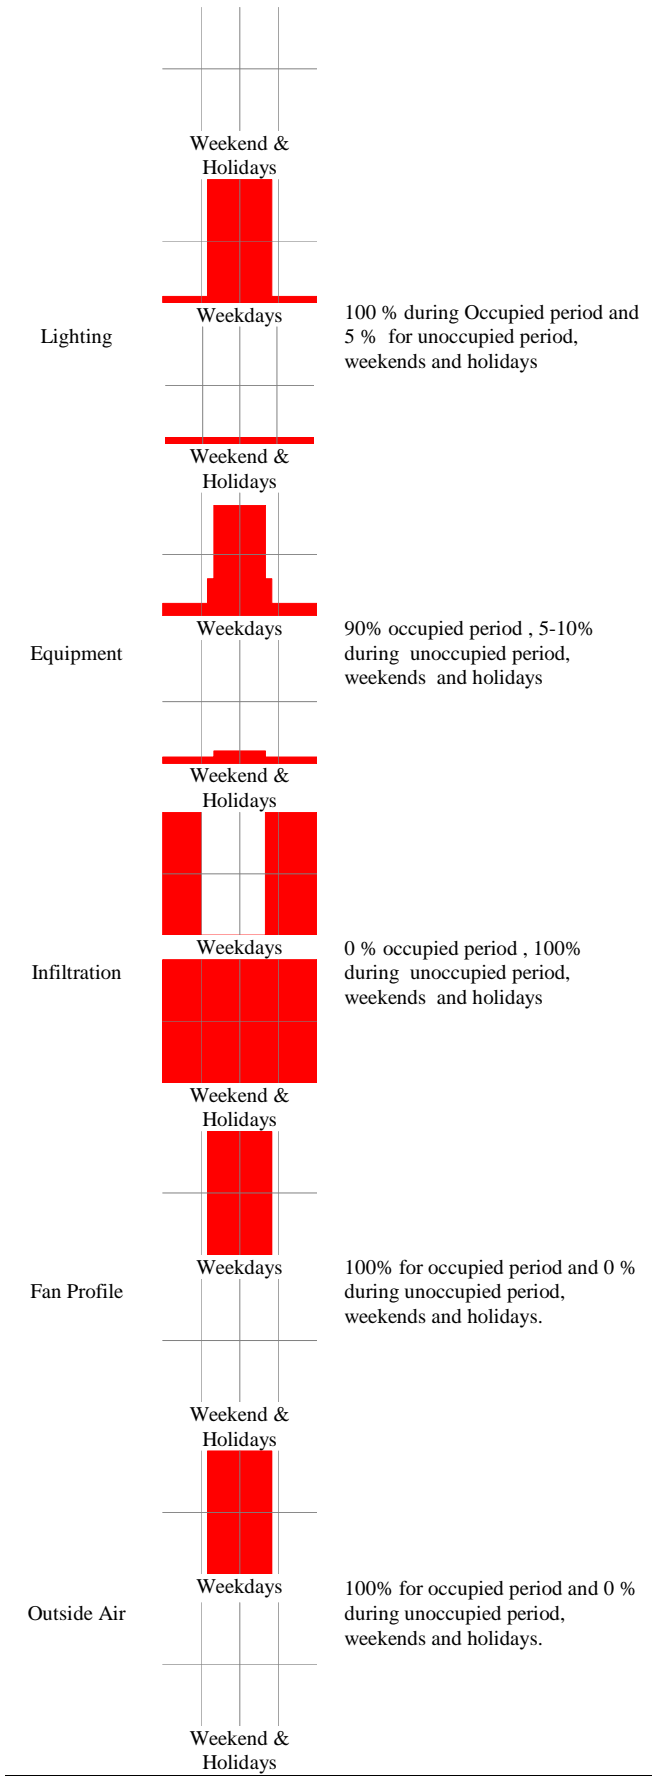 Weekend &
Holidays
Lighting
Weekdays
Weekend &
Holidays
100 % during Occupied period and
5 %  for unoccupied period,
weekends and holidays
Equipment
Weekdays
Weekend &
Holidays
90% occupied period , 5-10%
during  unoccupied period,
weekends  and holidays
Infiltration
Weekdays
Weekend &
Holidays
0 % occupied period , 100%
during  unoccupied period,
weekends  and holidays
Fan Profile
Weekdays
Weekend &
Holidays
100% for occupied period and 0 %
during unoccupied period,
weekends and holidays.
Outside Air
Weekdays
Weekend &
Holidays
100% for occupied period and 0 %
during unoccupied period,
weekends and holidays.